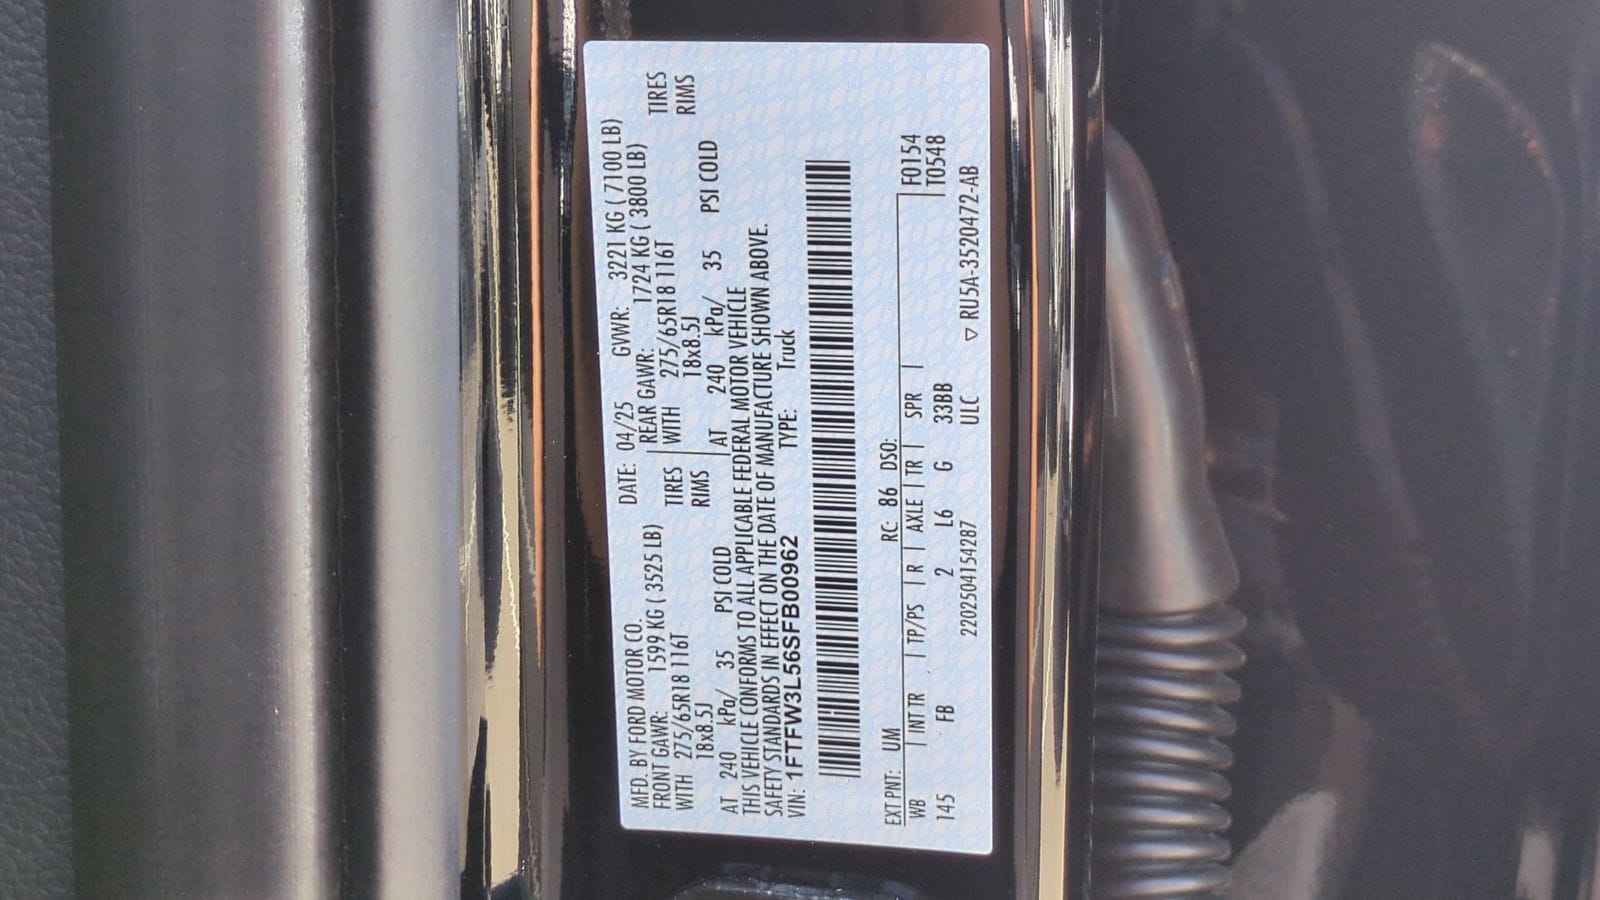 MFD. BY FORD MOTOR CO. DATE: 04/25 GVWR: 3221 KG ( 7100 LB)
FRONT GAWR: 1599 KG ( 3525 LB) REAR GAWR: 1724 KG ( 3800 LB)
WITH 275/65R18 116T TIRES WITH 275/65R18 116T TIRES
18x8.5J RIMS 18x8.5J RIMS
AT 240 kPa/ 35 PSI COLD AT 240 kPa/ 35 PSI COLD
THIS VEHICLE CONFORMS TO ALL APPLICABLE FEDERAL MOTOR VEHICLE
SAFETY STANDARDS IN EFFECT ON THE DATE OF MANUFACTURE SHOWN ABOVE.
VIN: 1FTFW3L56SFB00962 TYPE: Truck
EXT PNT: UM RC: 86 DSO: F0154
WB | INT TR | TP/PS | R | AXLE | TR | SPR | T0548
145 FB 2 L6 G 33BB
220250415428​7 ULC ▽ RU5A-3520472-AB